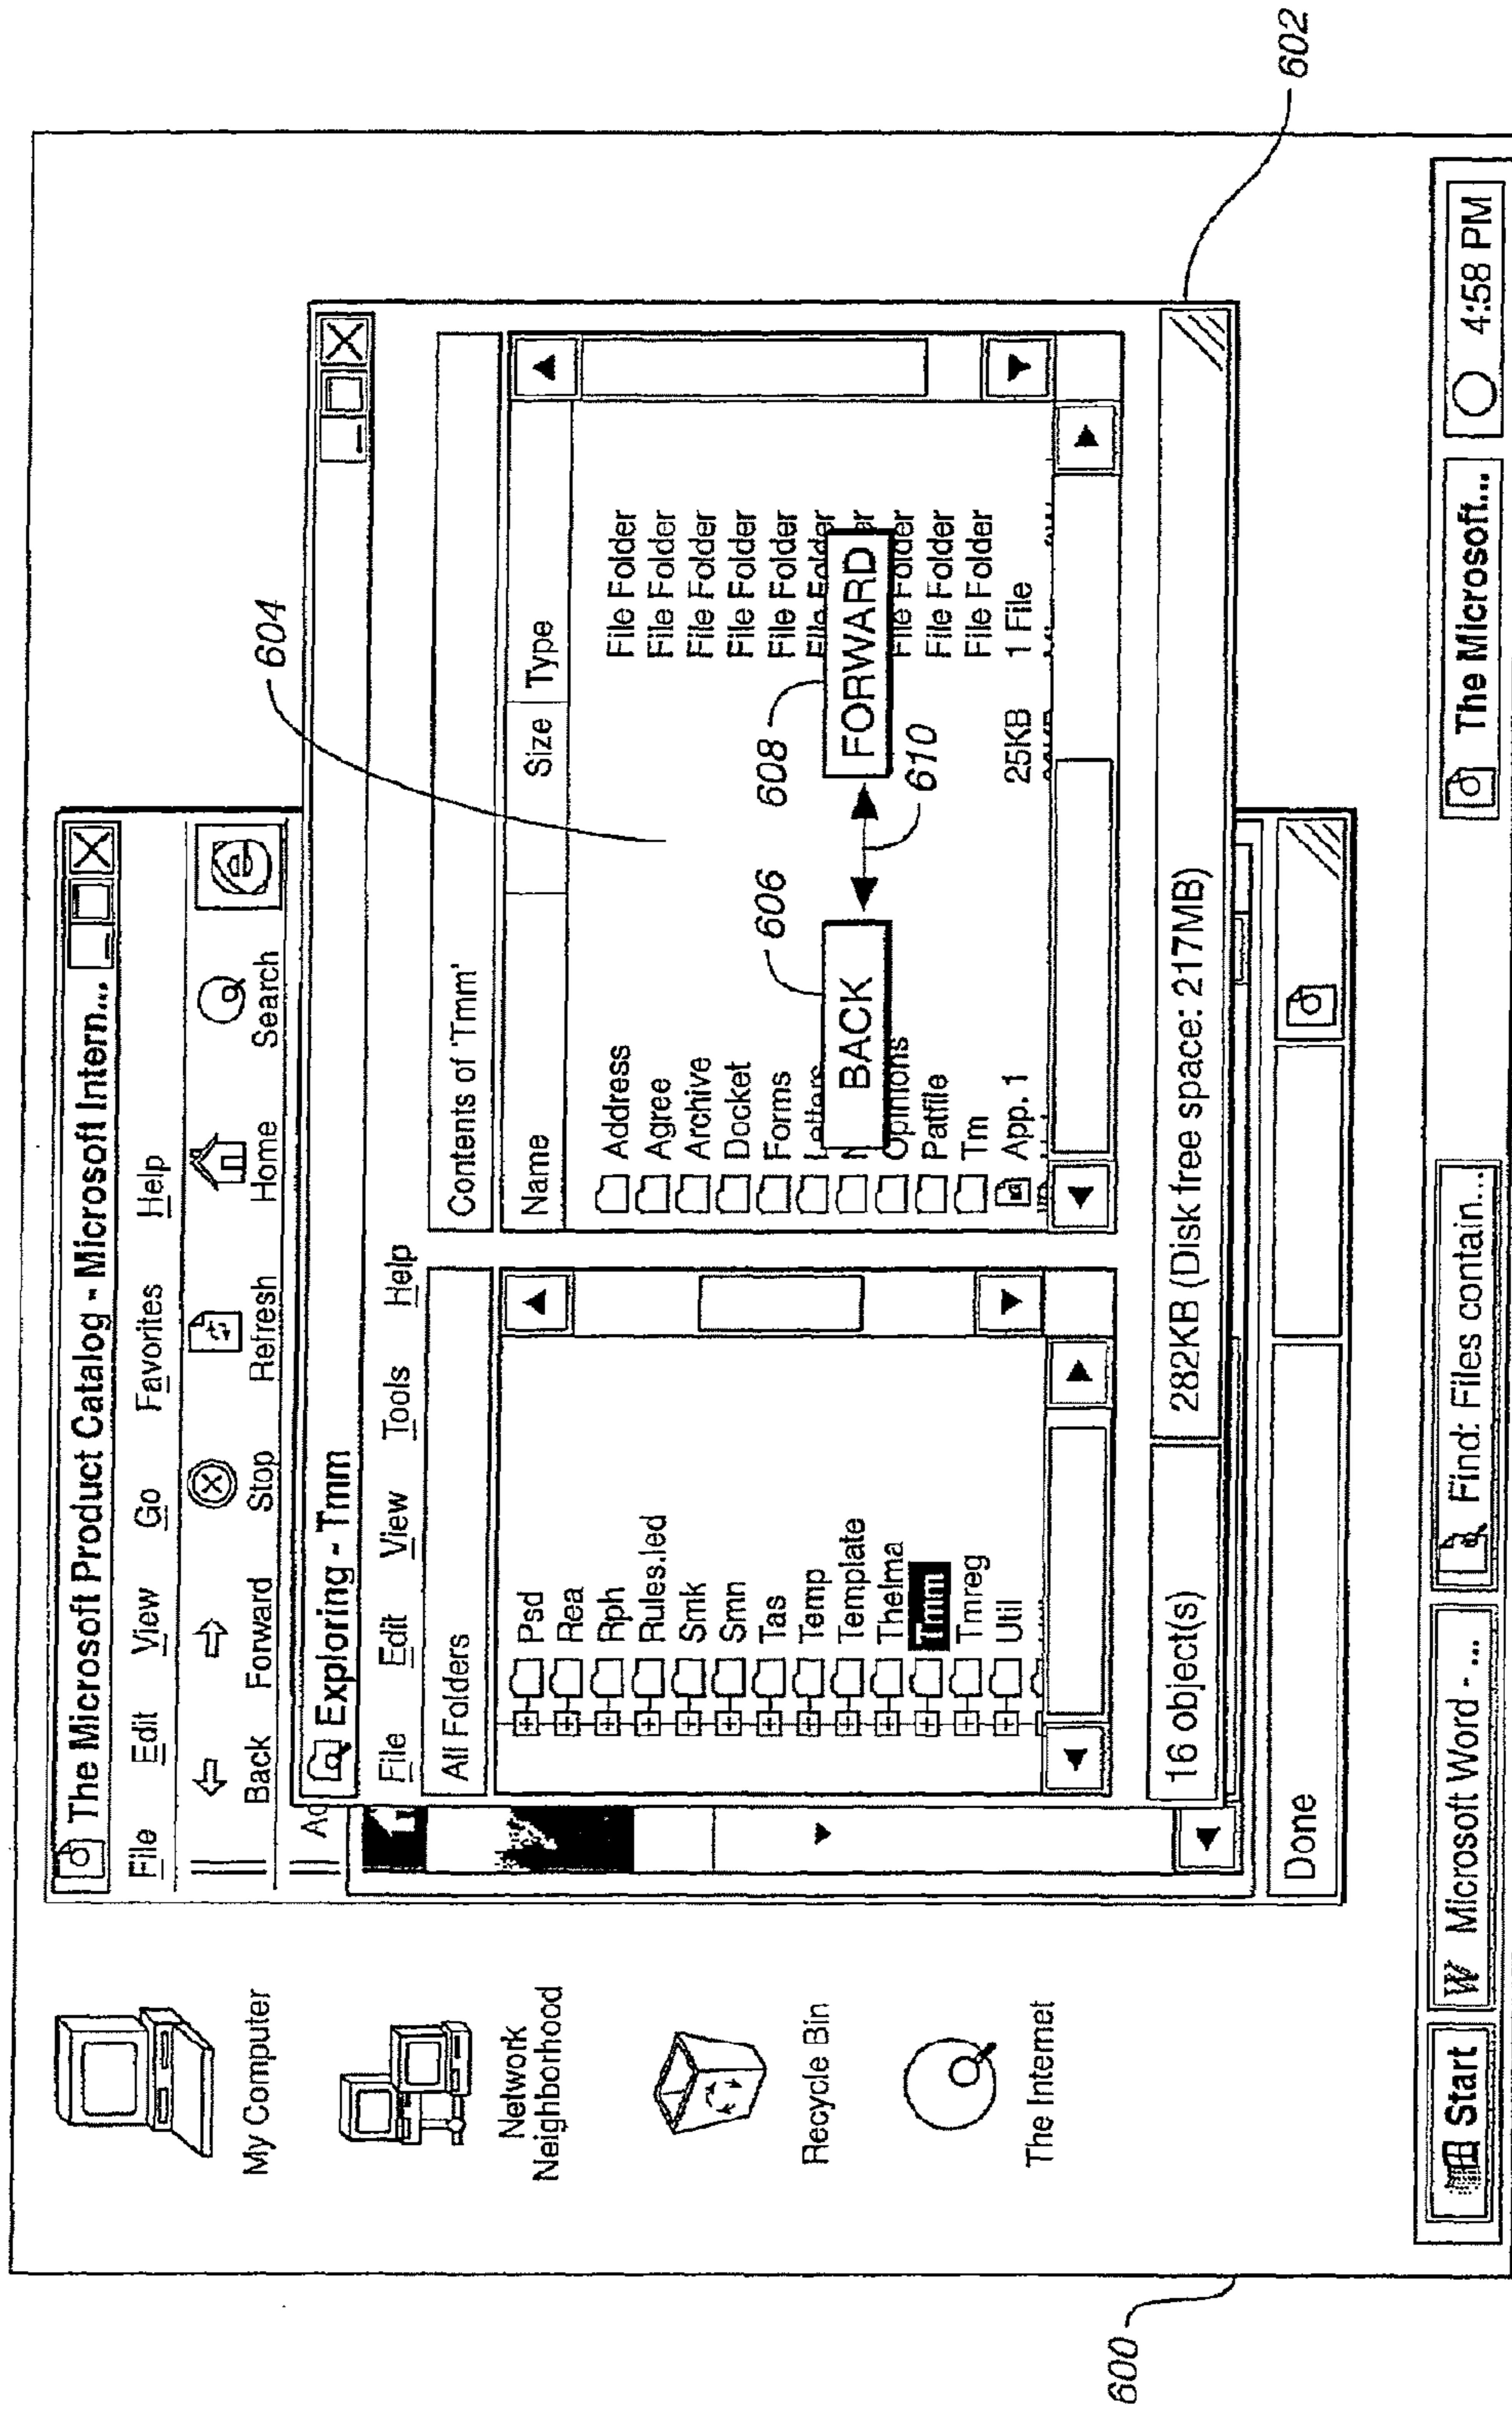 The Microsoft Product Catalog - Microsoft Intern...
File Edit View Go Favorites Help
Back Forward Stop Refresh Home Search
Exploring - Tmm
File Edit View Tools Help
All Folders
Psd
Rea
Rph
Rules.led
Smk
Smn
Tas
Temp
Template
Thelma
Tmm
Tmreg
Util
Contents of 'Tmm'
Name Size Type
Address File Folder
Agree File Folder
Archive File Folder
Docket File Folder
Forms File Folder
Letters File Folder
BACK FORWARD
Opinions File Folder
Patfile File Folder
Tm File Folder
App. 1 25KB 1 File
16 object(s) 282KB (Disk free space: 217MB)
Done
My Computer
Network
Neighborhood
Recycle Bin
The Internet
Start W Microsoft Word - ... Find: Files contain... The Microsoft... 4:58 PM
600
602
604
606
608
610